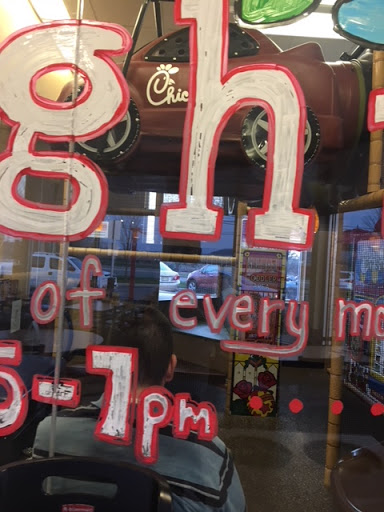 gh
Chic
of every mo
5-7pm....